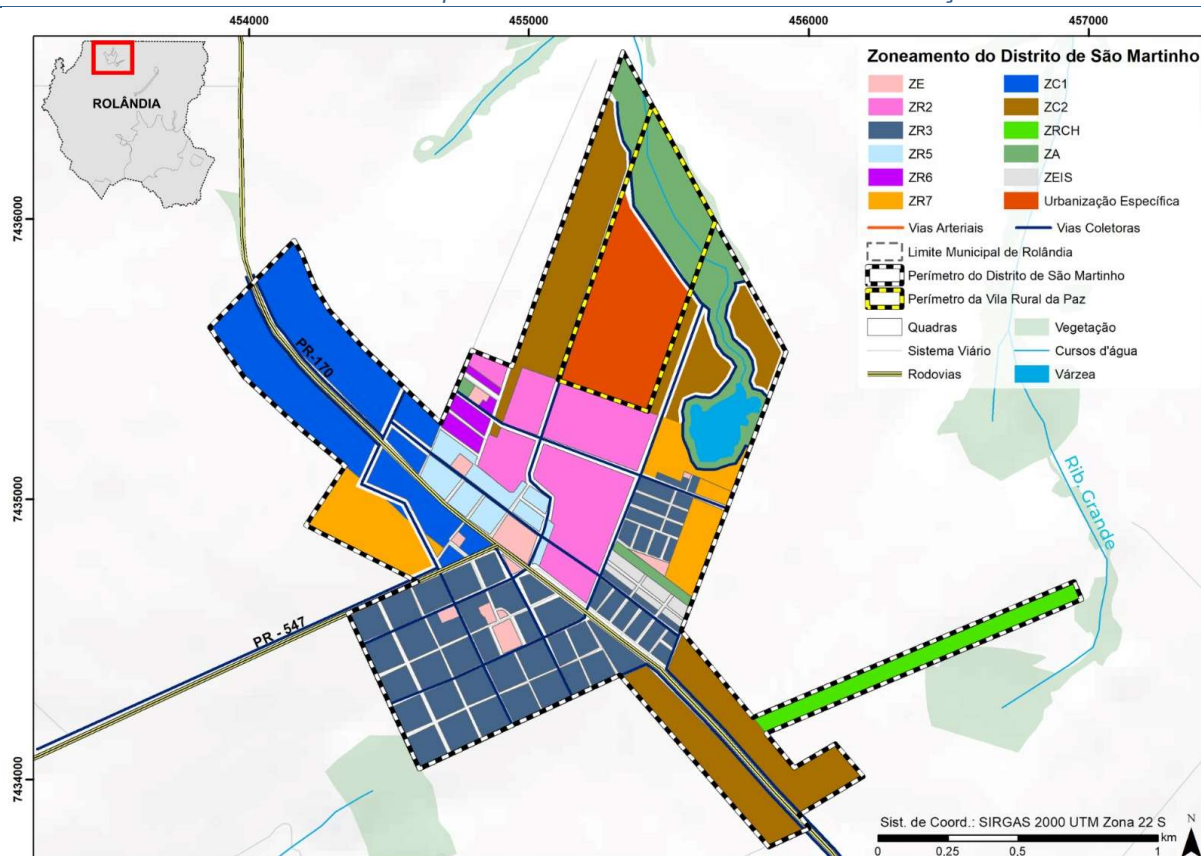 454000
455000
456000
457000
ROLÂNDIA
Zoneamento do Distrito de São Martinho
ZE
ZC1
ZR2
ZC2
ZR3
ZRCH
ZR5
ZA
ZR6
ZEIS
ZR7
Urbanização Específica
Vias Arteriais
Vias Coletoras
Limite Municipal de Rolândia
Perímetro do Distrito de São Martinho
Perímetro da Vila Rural da Paz
Quadras
Vegetação
Sistema Viário
Cursos d'água
Rodovias
Várzea
7436000
7435000
7434000
PR-170
PR - 547
Rib. Grande
Sist. de Coord.: SIRGAS 2000 UTM Zona 22 S
N
km
0 0.25 0.5 1